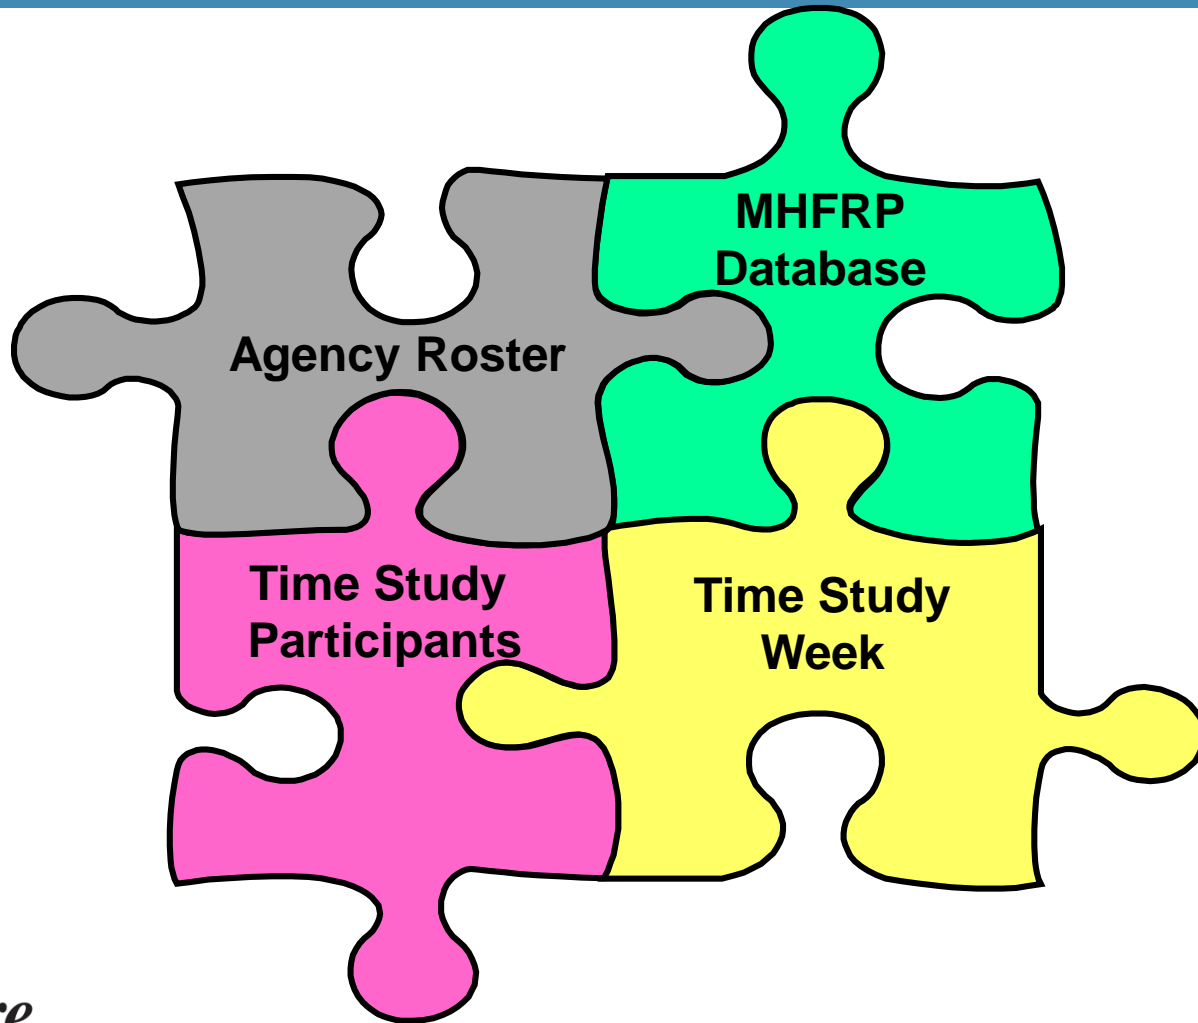 MHFRP
Database
Agency Roster
Time Study
Participants
Time Study
Week